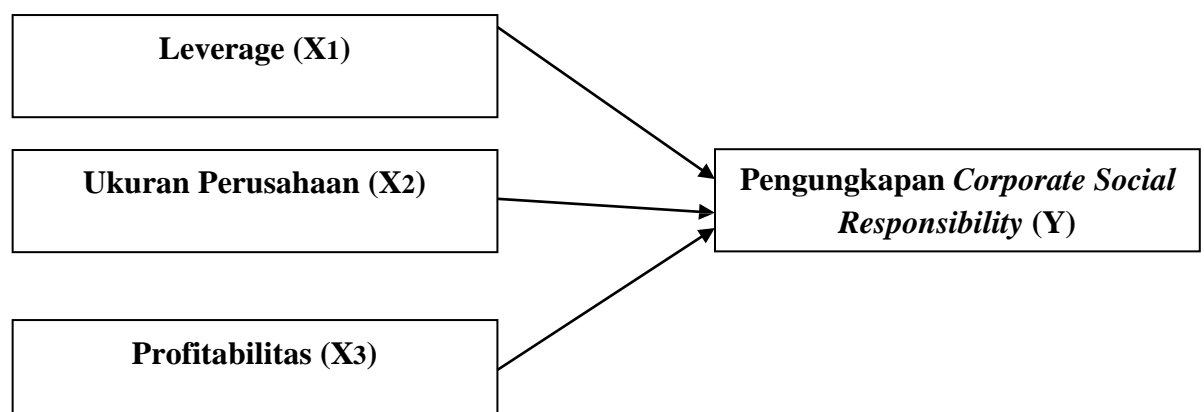 Leverage (X1)
Ukuran Perusahaan (X2)
Profitabilitas (X3)
Pengungkapan Corporate Social
Responsibility (Y)